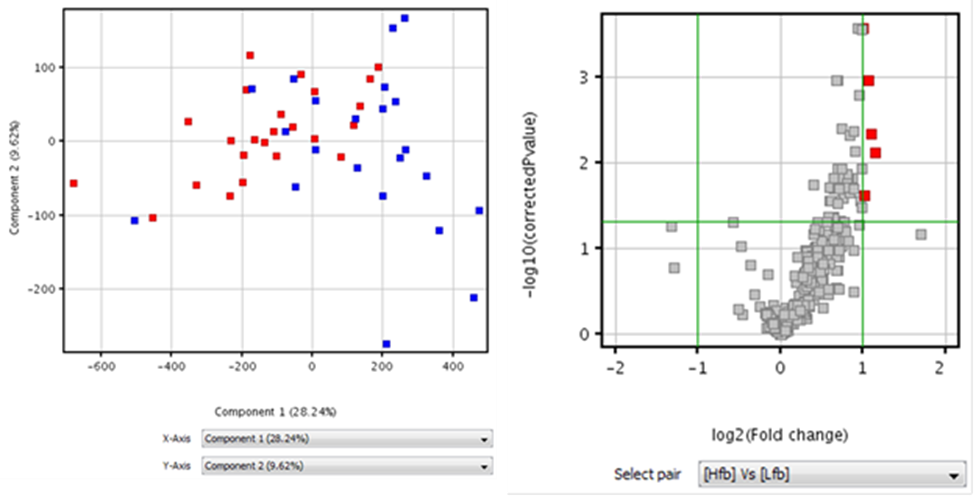 100
0
-100
-200
Component 2 (9.62%)
-600
-400
-200
0
200
400
Component 1 (28.24%)
X-Axis Component 1 (28.24%)
Y-Axis Component 2 (9.62%)
3
2
1
0
-log10(correctedPvalue)
-2
-1
0
1
2
log2(Fold change)
Select pair [Hfb] Vs [Lfb]